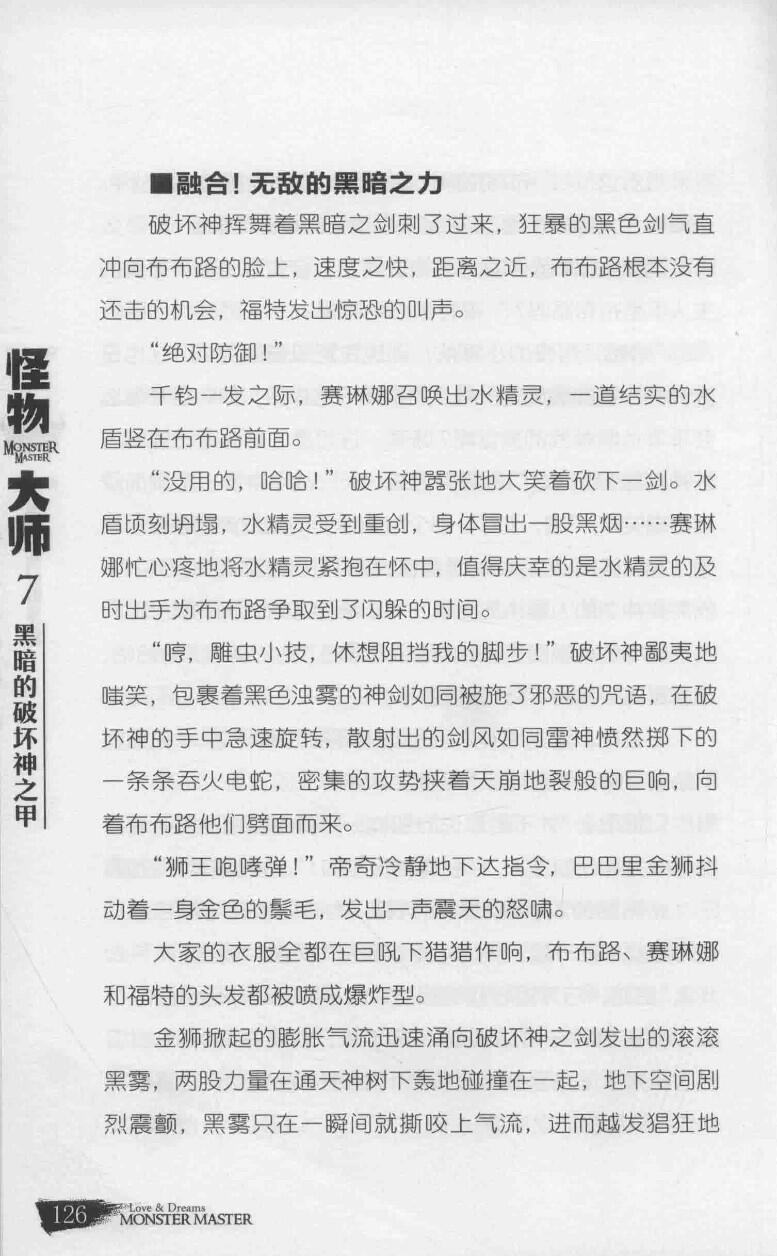 ■融合！无敌的黑暗之力
破坏神挥舞着黑暗之剑刺了过来，狂暴的黑色剑气直
冲向布布路的脸上，速度之快，距离之近，布布路根本没有
还击的机会，福特发出惊恐的叫声。
“绝对防御！”
千钧一发之际，赛琳娜召唤出水精灵，一道结实的水
盾竖在布布路前面。
“没用的，哈哈！”破坏神嚣张地大笑着砍下一剑。水
盾顷刻坍塌，水精灵受到重创，身体冒出一股黑烟……赛琳
娜忙心疼地将水精灵紧抱在怀中，值得庆幸的是水精灵的及
时出手为布布路争取到了闪躲的时间。
“哼，雕虫小技，休想阻挡我的脚步！”破坏神鄙夷地
嗤笑，包裹着黑色浊雾的神剑如同被施了邪恶的咒语，在破
坏神的手中急速旋转，散射出的剑风如同雷神愤然掷下的
一条条吞火电蛇，密集的攻势挟着天崩地裂般的巨响，向
着布布路他们劈面而来。
“狮王咆哮弹！”帝奇冷静地下达指令，巴巴里金狮抖
动着一身金色的鬃毛，发出一声震天的怒啸。
大家的衣服全都在巨吼下猎猎作响，布布路、赛琳娜
和福特的头发都被喷成爆炸型。
金狮掀起的膨胀气流迅速涌向破坏神之剑发出的滚滚
黑雾，两股力量在通天神树下轰地碰撞在一起，地下空间剧
烈震颤，黑雾只在一瞬间就撕咬上气流，进而越发猖狂地
怪物
MONSTER
MASTER
大师
7
黑暗的破坏神之甲
126
Love & Dreams
MONSTER MASTER